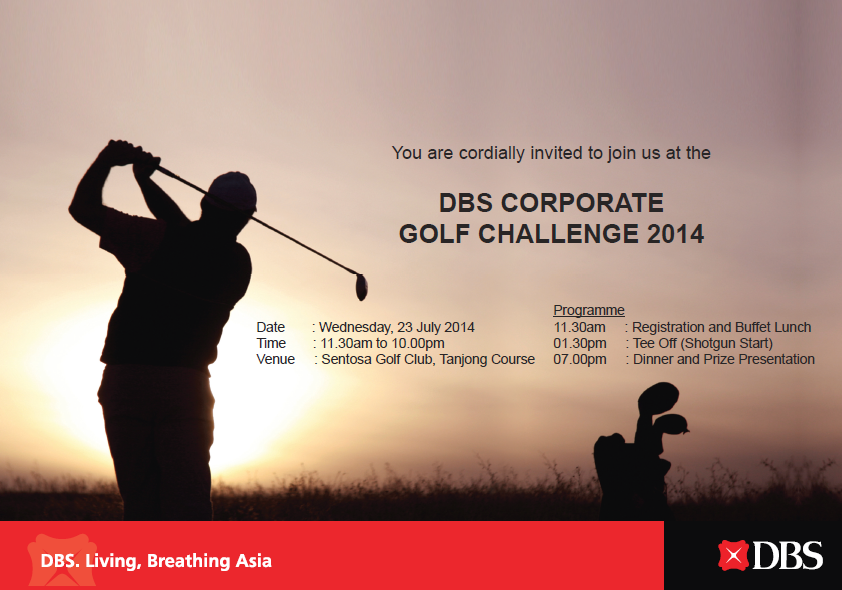 You are cordially invited to join us at the
DBS CORPORATE
GOLF CHALLENGE 2014
Date : Wednesday, 23 July 2014
Time : 11.30am to 10.00pm
Venue : Sentosa Golf Club, Tanjong Course
Programme
11.30am : Registration and Buffet Lunch
01.30pm : Tee Off (Shotgun Start)
07.00pm : Dinner and Prize Presentation
DBS. Living, Breathing Asia
DBS